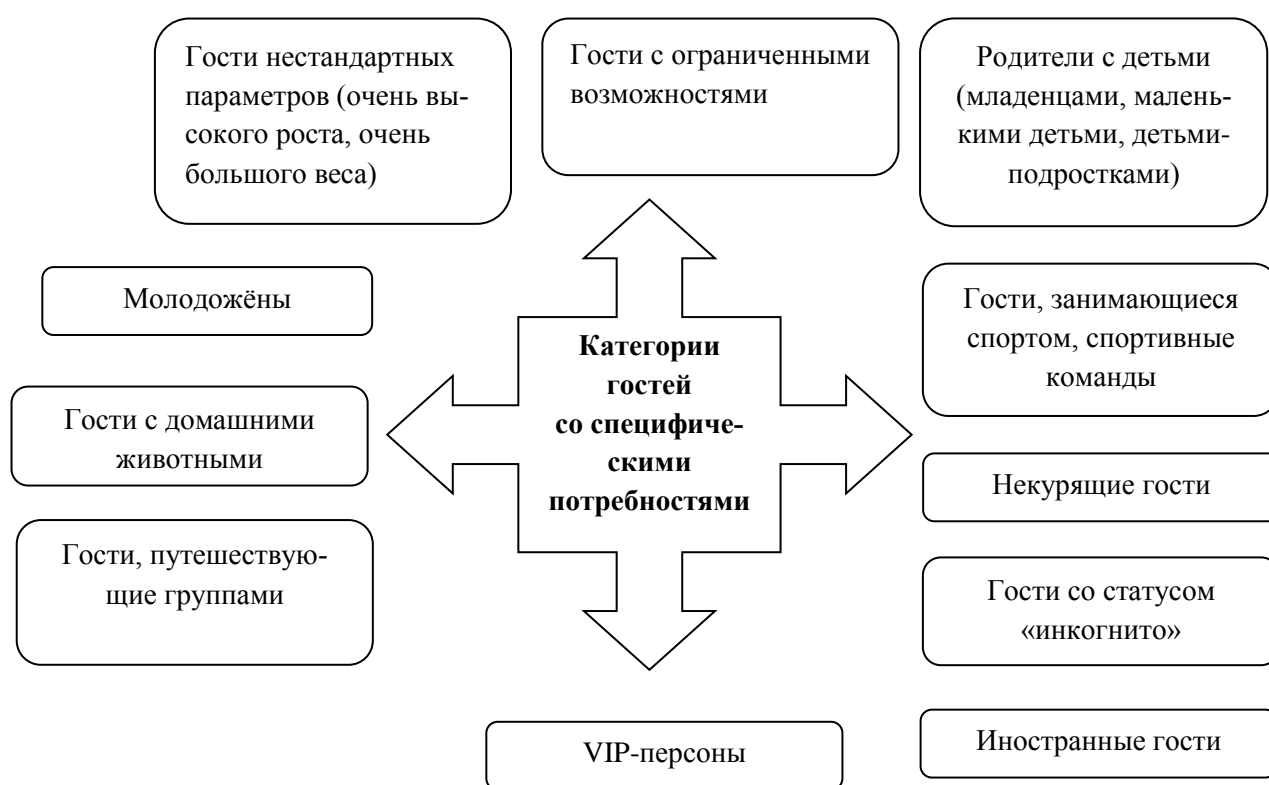 Гости нестандартных
параметров (очень вы-
сокого роста, очень
большого веса)
Гости с ограниченными
возможностями
Родители с детьми
(младенцами, малень-
кими детьми, детьми-
подростками)
Молодожёны
Гости, занимающиеся
спортом, спортивные
команды
Категории
гостей
со специфиче-
скими
потребностями
Гости с домашними
животными
Некурящие гости
Гости, путешествую-
щие группами
Гости со статусом
«инкогнито»
VIP-персоны
Иностранные гости